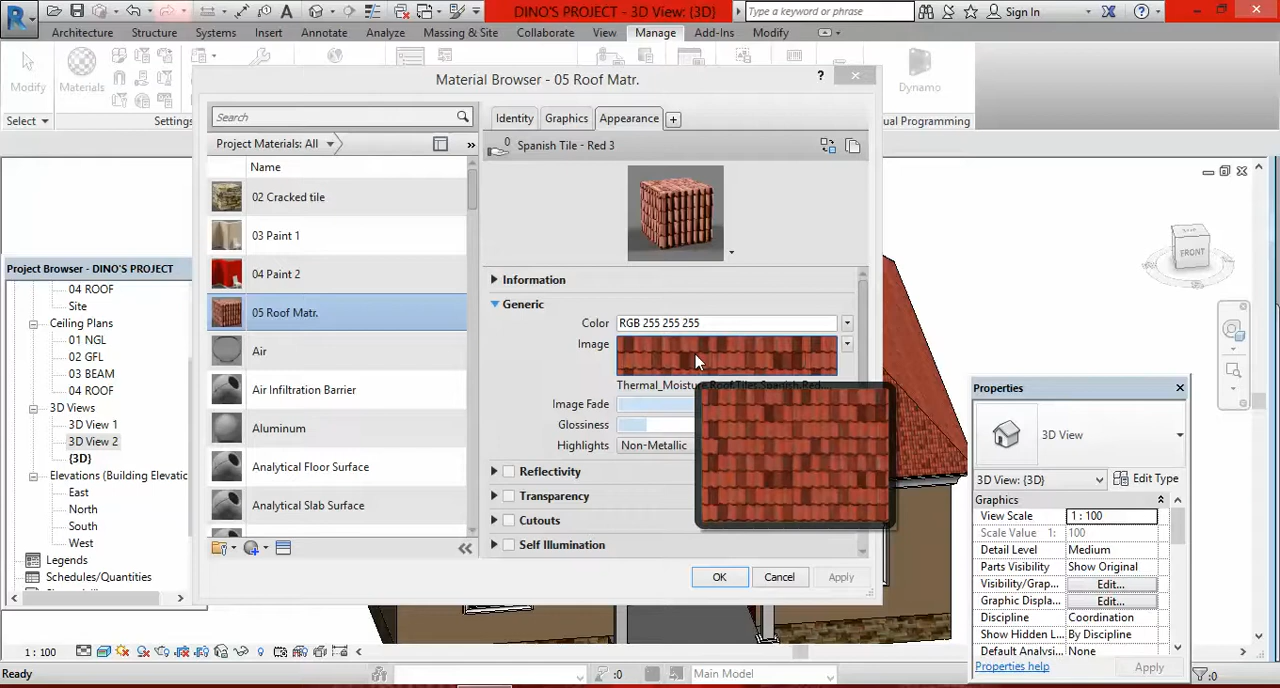 DINO'S PROJECT - 3D View: {3D}
Type a keyword or phrase
Sign In
Architecture Structure Systems Insert Annotate Analyze Massing & Site Collaborate View Manage Add-Ins Modify
Modify
Materials
Dynamo
Select
Settings
ual Programming
Material Browser - 05 Roof Matr.
?
Search
Project Materials: All
Name
02 Cracked tile
03 Paint 1
04 Paint 2
05 Roof Matr.
Air
Air Infiltration Barrier
Aluminum
Analytical Floor Surface
Analytical Slab Surface
Identity Graphics Appearance +
0 Spanish Tile - Red 3
Information
Generic
Color RGB 255 255 255
Image
Thermal_Moisture.Roof.Tiles.Spanish.Red...
Image Fade
Glossiness
Highlights Non-Metallic
Reflectivity
Transparency
Cutouts
Self Illumination
OK Cancel Apply
Project Browser - DINO'S PROJECT
04 ROOF
Site
Ceiling Plans
01 NGL
02 GFL
03 BEAM
04 ROOF
3D Views
3D View 1
3D View 2
{3D}
Elevations (Building Elevatio
East
North
South
West
Legends
Schedules/Quantities
FRONT
Properties
3D View
3D View: {3D} Edit Type
Graphics
View Scale 1 : 100
Scale Value 1: 100
Detail Level Medium
Parts Visibility Show Original
Visibility/Grap... Edit...
Graphic Displa... Edit...
Discipline Coordination
Show Hidden L... By Discipline
Default Analysi... None
Properties help Apply
1 : 100
Ready
:0
Main Model
:0